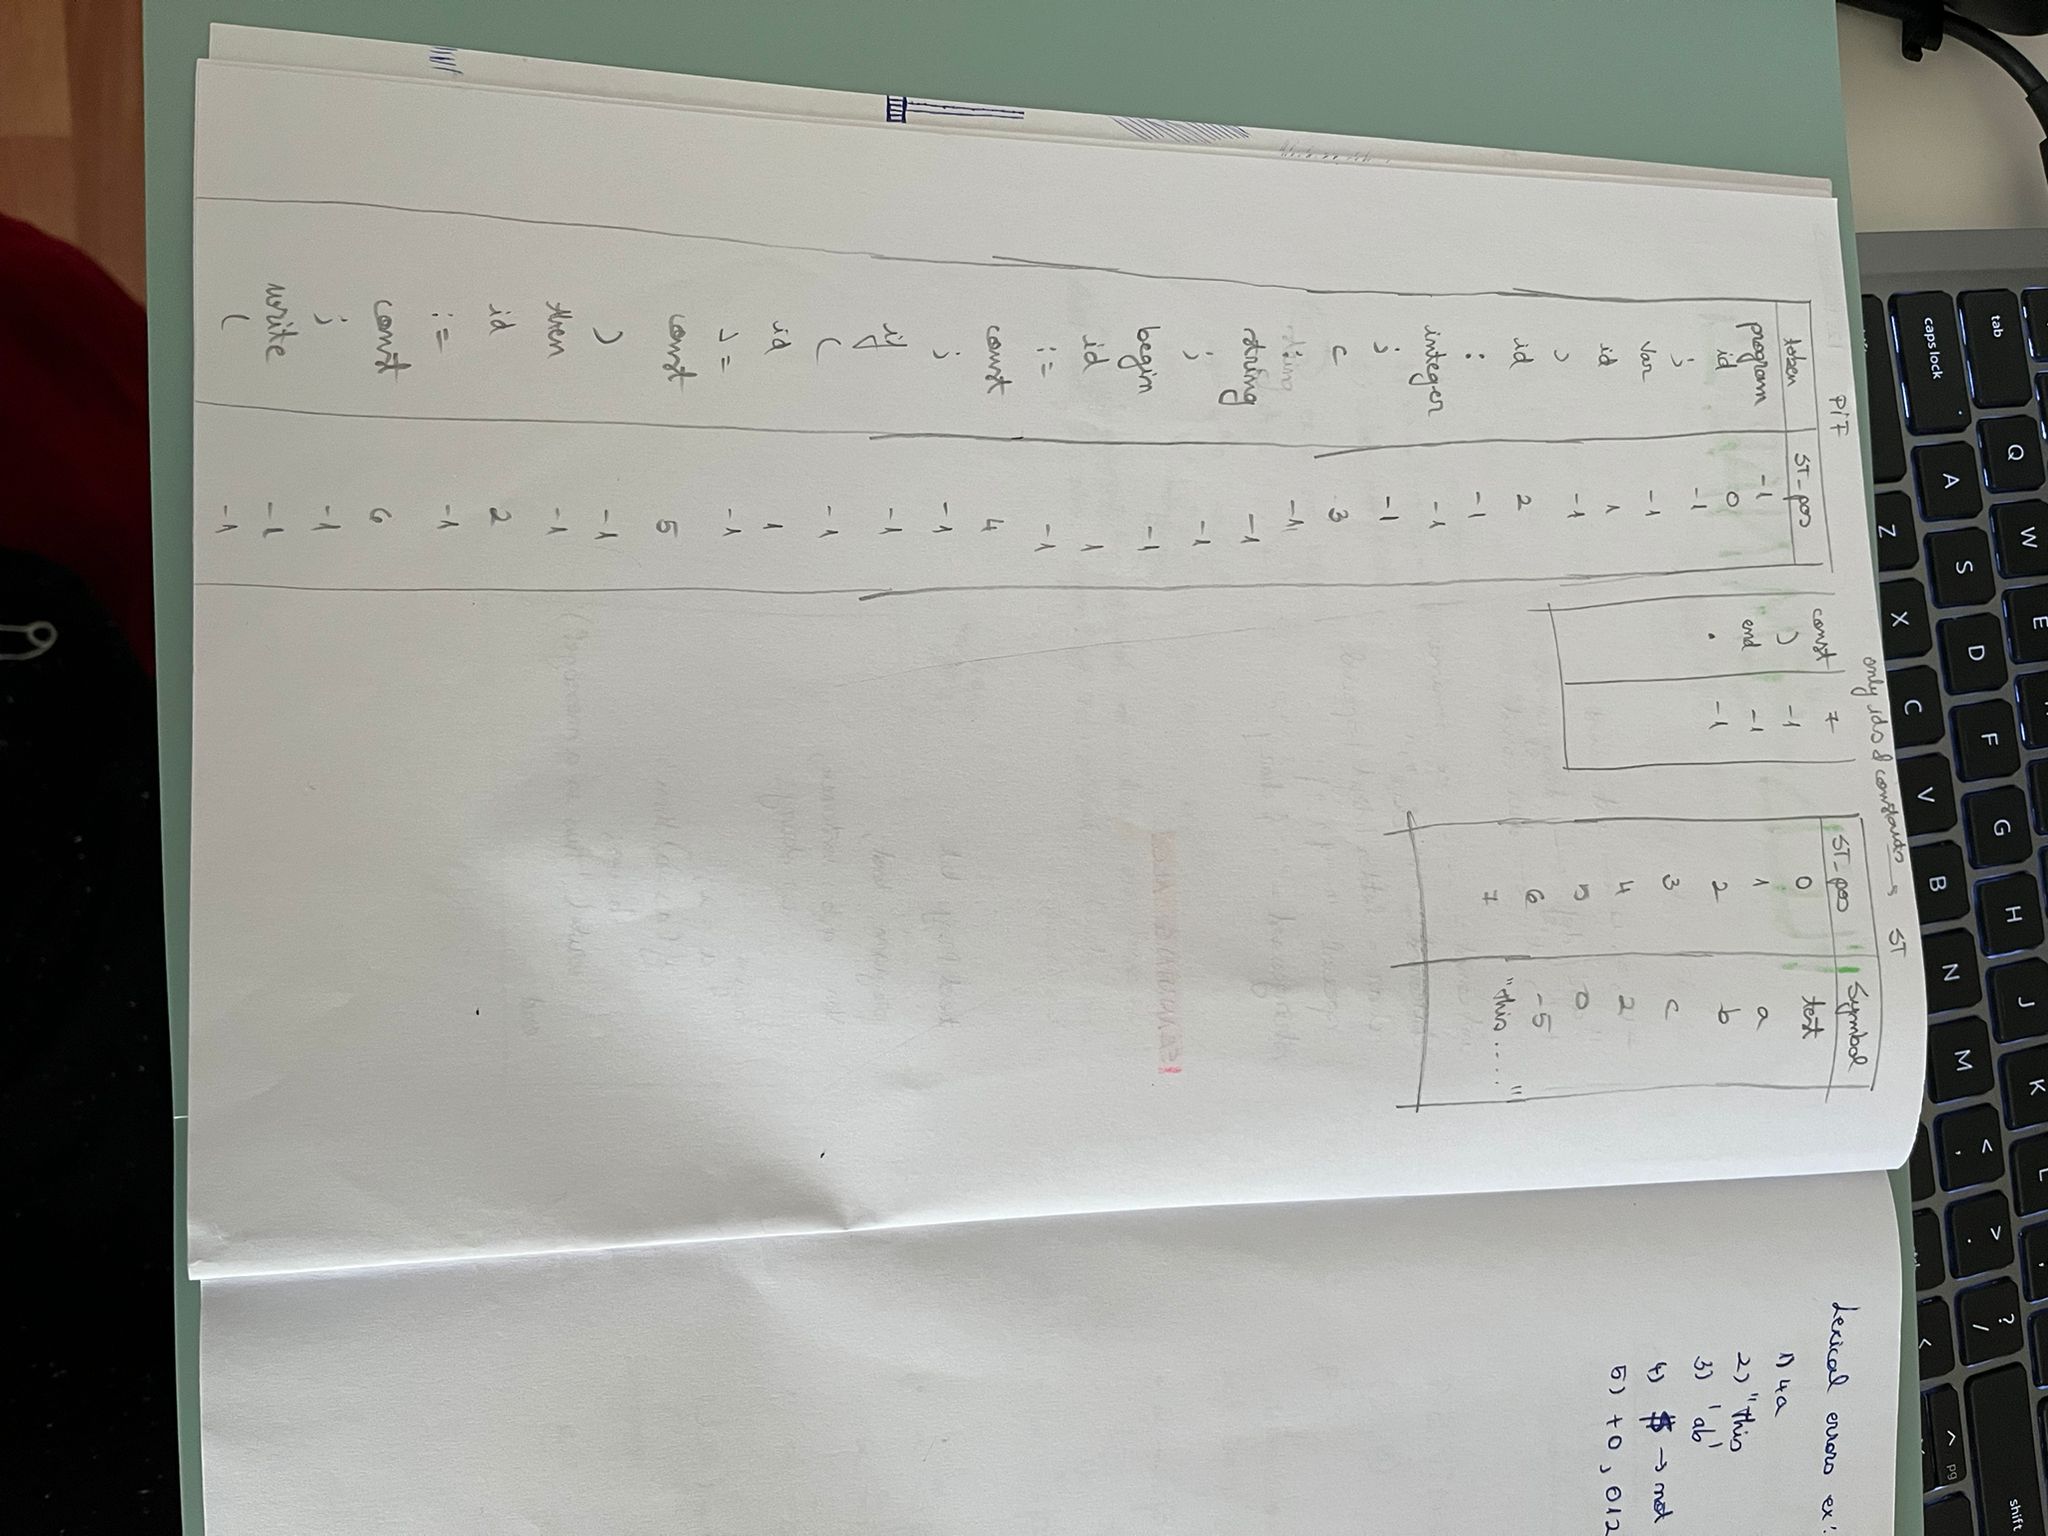 Q W E
tab
G H J K L
A S D F
caps lock
< , > . ? / shift
Z X C V B N M
^ pg
<
only ids & constants → ST
PIF
token ST_pos
program -1
id 0
; -1
var -1
id 1
, -1
id 2
: -1
integer -1
; -1
c 3
: -1
string -1
; -1
begin -1
id 1
:= -1
const 4
; -1
if -1
( -1
id 1
>= -1
const 5
) -1
then -1
id 2
:= -1
const 6
; -1
write -1
( -1
const 7
) -1
end -1
. -1
ST_pos Symbol
0 test
1 a
2 b
3 c
4 2
5 0
6 -5
7 "this ...."
Lexical errors ex:
1) 4a
2) "this
3) 'ab'
4) $ → not
5) +0, 012